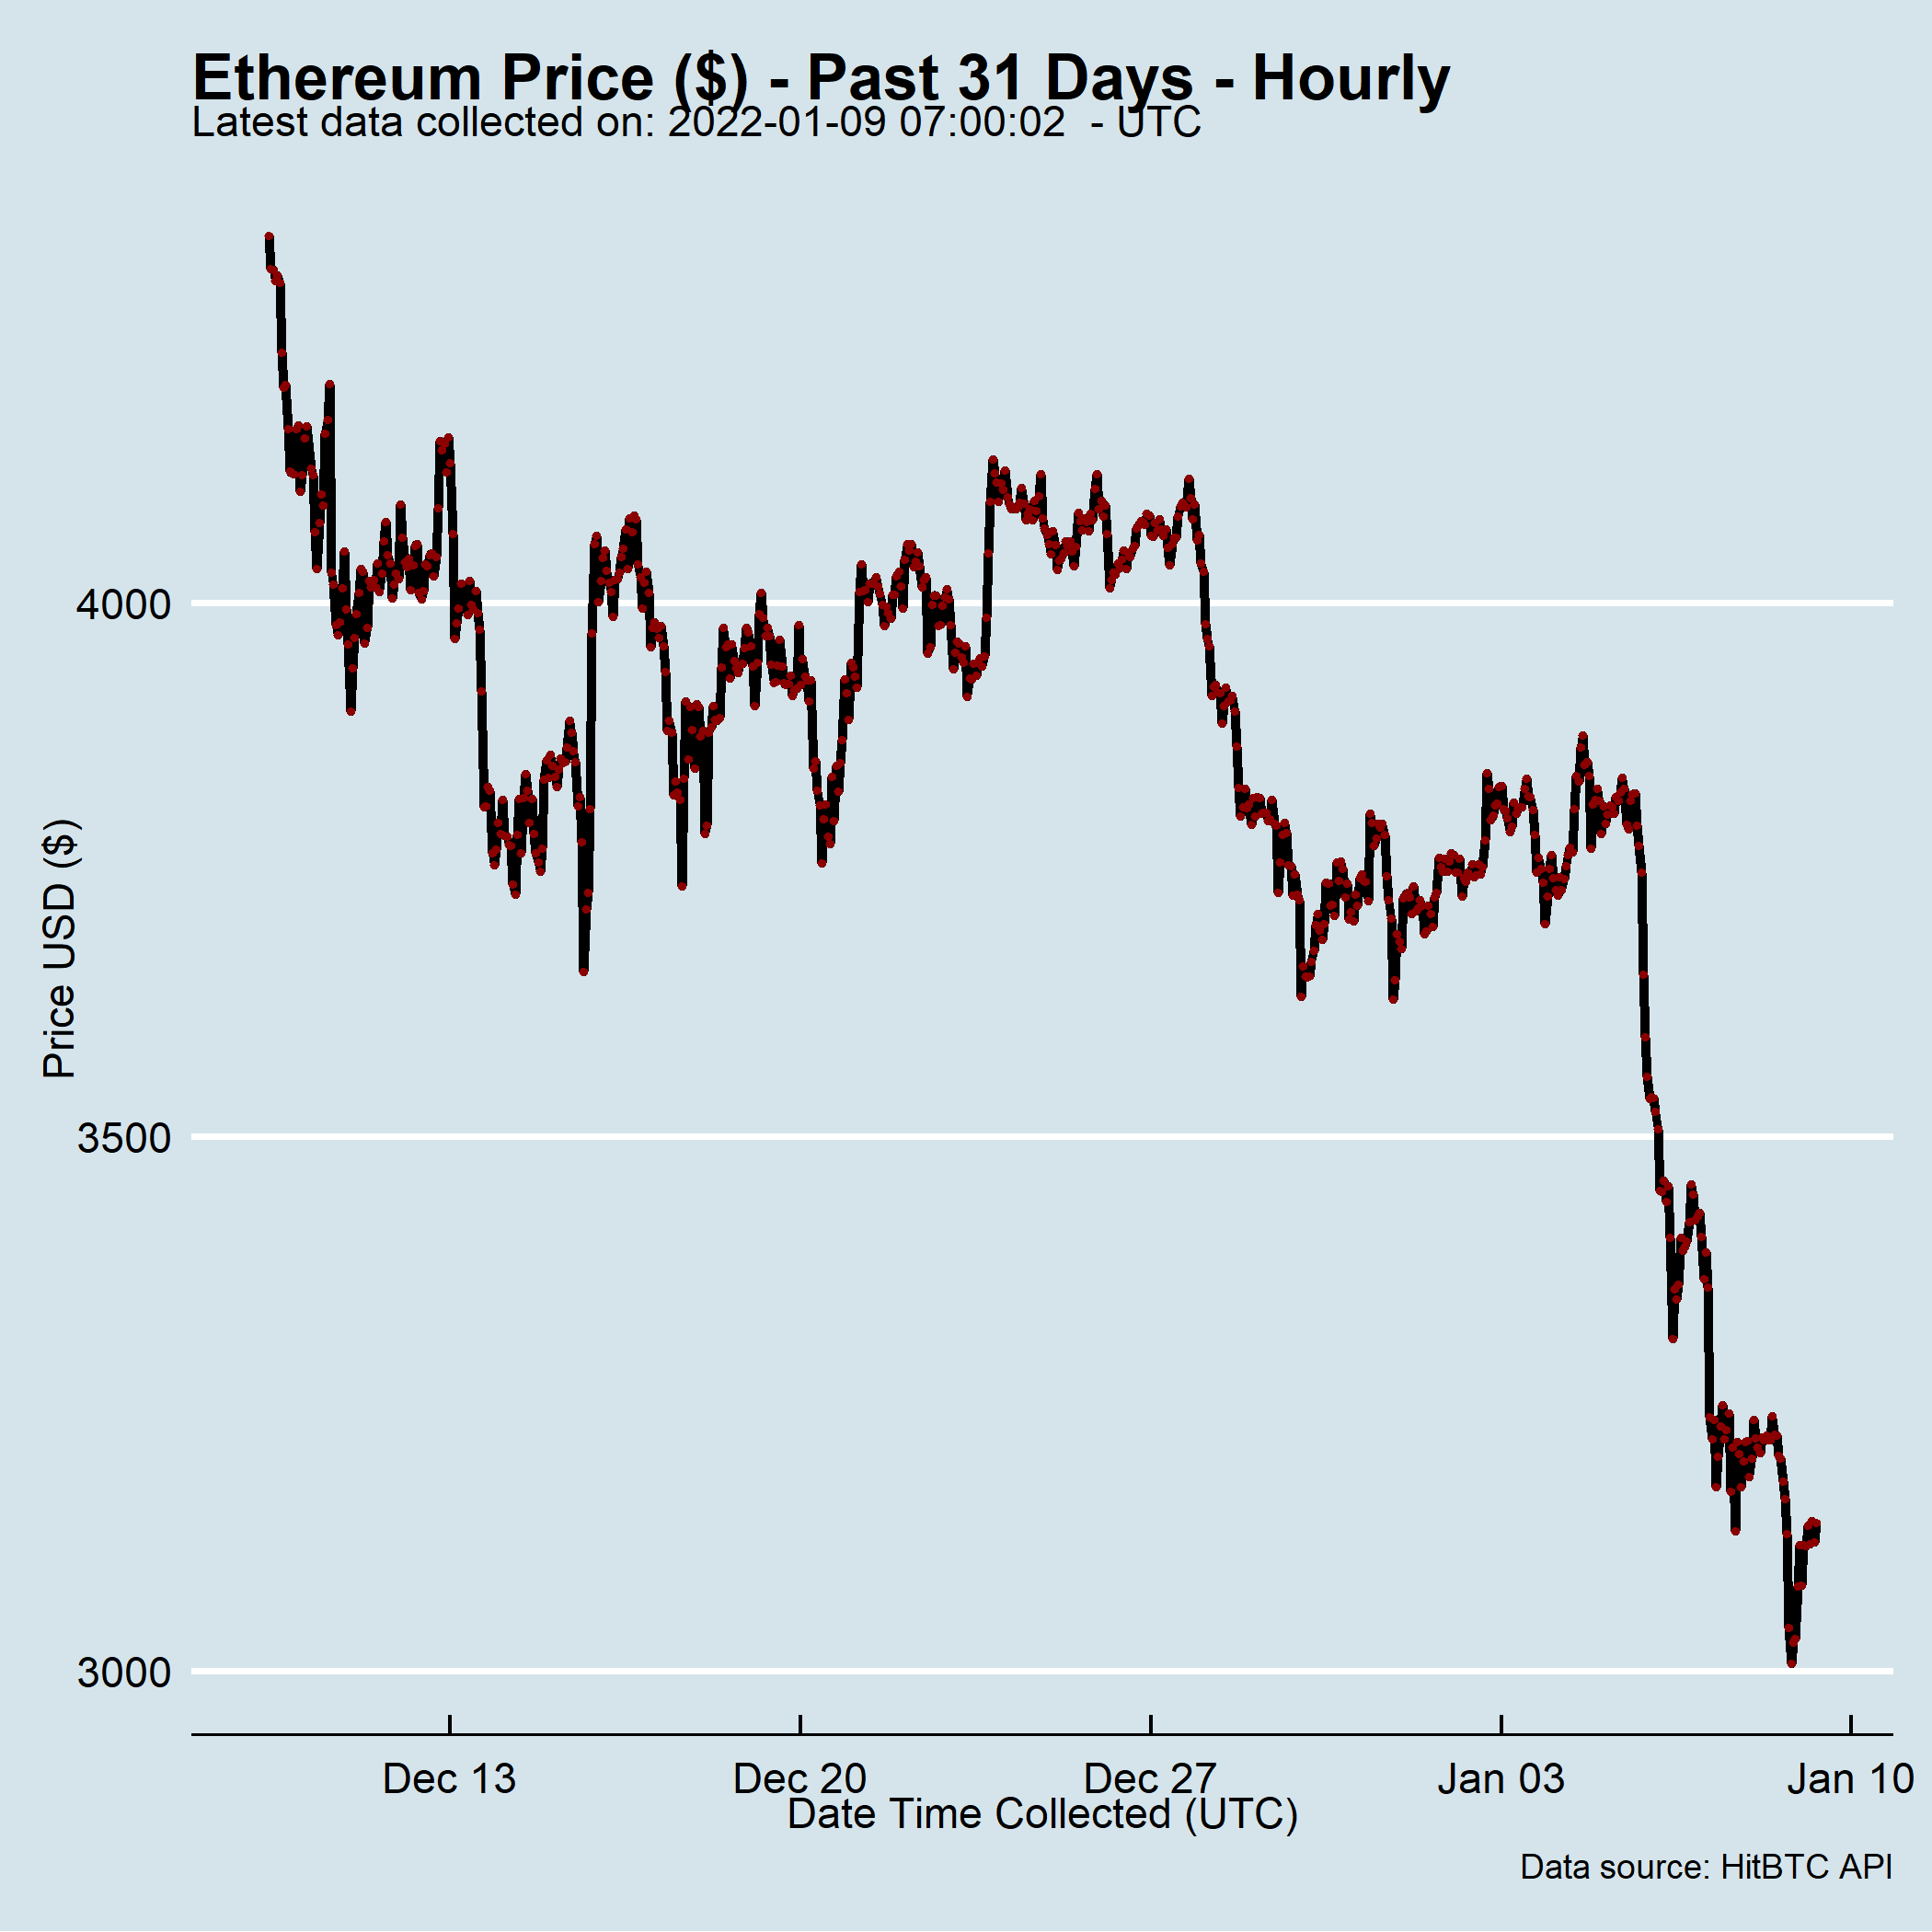 Ethereum Price ($) - Past 31 Days - Hourly
Latest data collected on: 2022-01-09 07:00:02  - UTC
Price USD ($)
4000
3500
3000
Dec 13
Dec 20
Dec 27
Jan 03
Jan 10
Date Time Collected (UTC)
Data source: HitBTC API